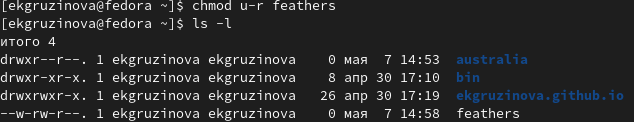 [ekgruzinova@fedora ~]$ chmod u-r feathers
[ekgruzinova@fedora ~]$ ls -l
итого 4
drwxr--r--. 1 ekgruzinova ekgruzinova 0 мая 7 14:53 australia
drwxr-xr-x. 1 ekgruzinova ekgruzinova 8 апр 30 17:10 bin
drwxrwxr-x. 1 ekgruzinova ekgruzinova 26 апр 30 17:19 ekgruzinova.github.io
--w-rw-r--. 1 ekgruzinova ekgruzinova 0 мая 7 14:58 feathers